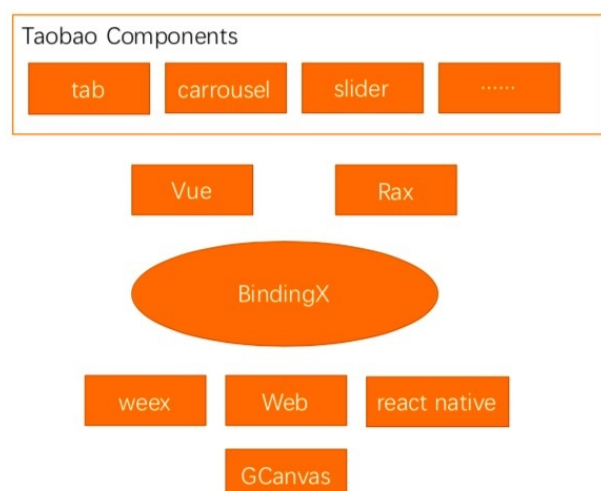 Taobao Components
tab carrousel slider ......
Vue Rax
BindingX
weex Web react native
GCanvas